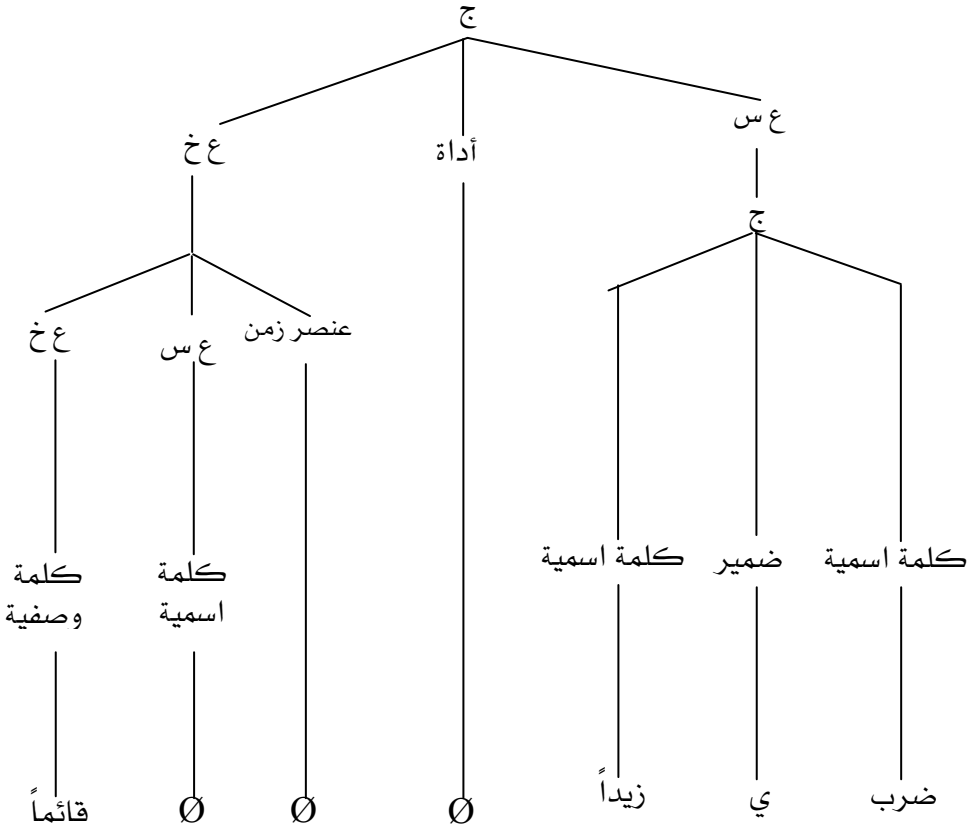 ج
ع س
أداة
ع خ
ج
عنصر زمن
ع س
ع خ
كلمة اسمية
ضمير
كلمة اسمية
كلمة
اسمية
كلمة
وصفية
ضرب
ي
زيداً
Ø
Ø
Ø
قائماً